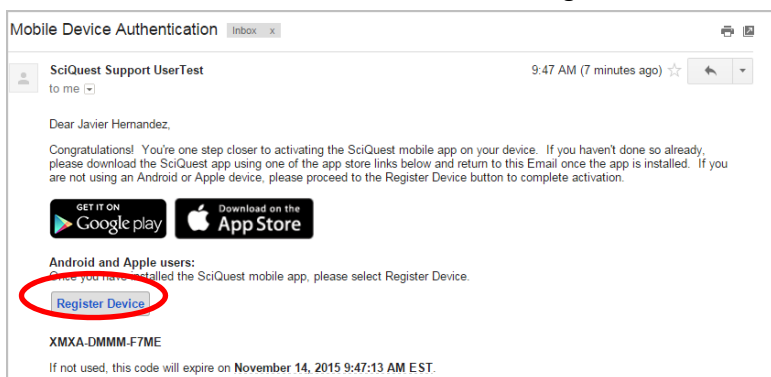 Mobile Device Authentication Inbox x
SciQuest Support UserTest 9:47 AM (7 minutes ago)
to me
Dear Javier Hernandez,
Congratulations! You're one step closer to activating the SciQuest mobile app on your device. If you haven't done so already,
please download the SciQuest app using one of the app store links below and return to this Email once the app is installed. If you
are not using an Android or Apple device, please proceed to the Register Device button to complete activation.
GET IT ON
Google play
Download on the
App Store
Android and Apple users:
Once you have installed the SciQuest mobile app, please select Register Device.
Register Device
XMXA-DMMM-F7ME
If not used, this code will expire on November 14, 2015 9:47:13 AM EST.